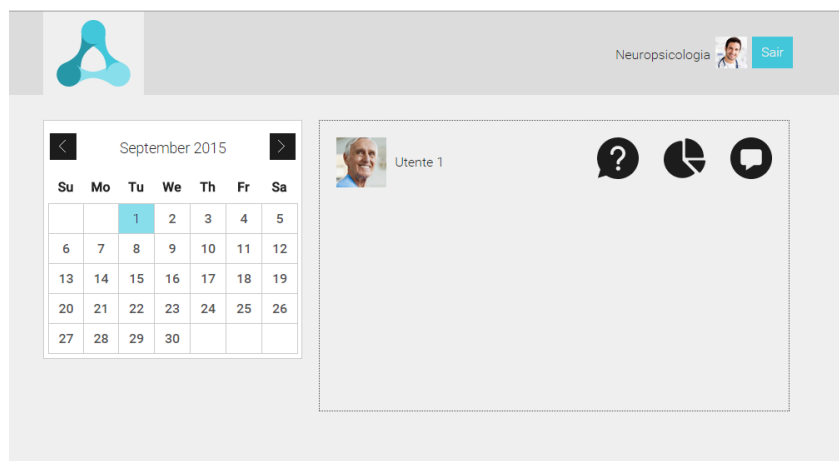 Neuropsicologia Sair
September 2015
Su Mo Tu We Th Fr Sa
1 2 3 4 5
6 7 8 9 10 11 12
13 14 15 16 17 18 19
20 21 22 23 24 25 26
27 28 29 30
Utente 1
?